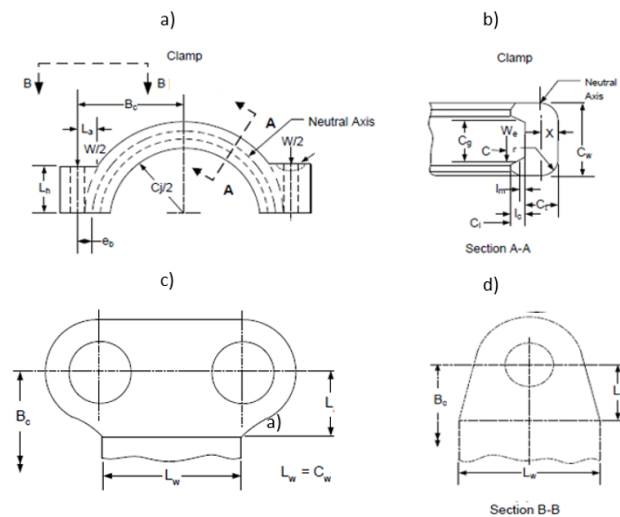 a)
Clamp
B
B
Bc
La
A
Neutral Axis
W/2
W/2
Lh
Cj/2
A
eb
b)
Clamp
Neutral
Axis
We
X
Cg
C
r
Cw
lm
lc
Ct
Ci
Section A-A
c)
Bc
L
a)
Lw
Lw = Cw
d)
Bc
L
Lw
Section B-B